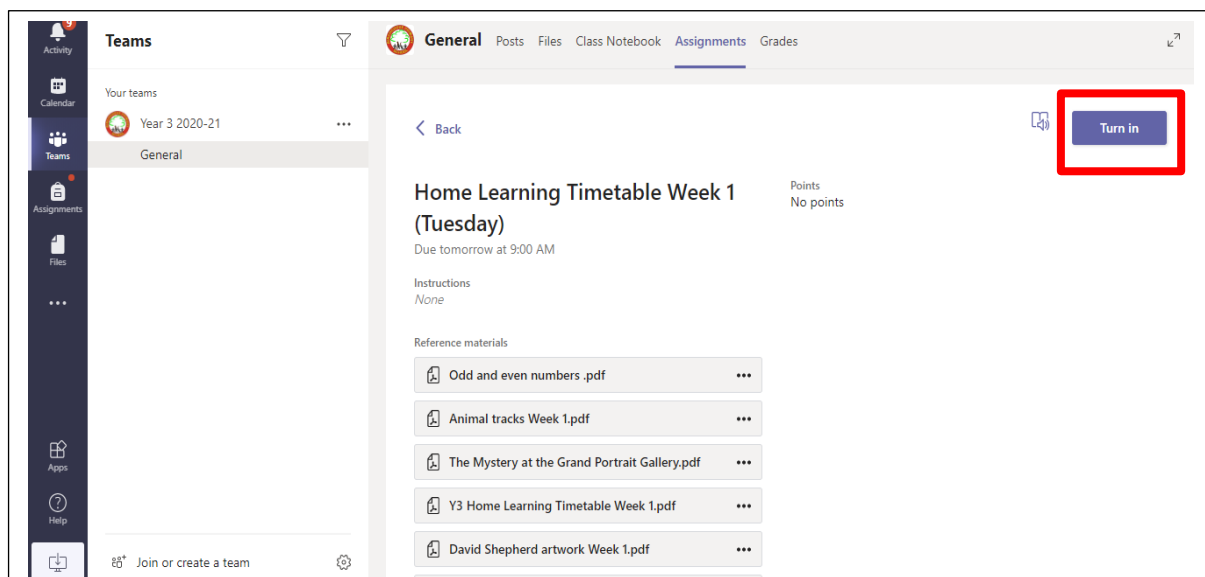 9
Activity
Calendar
Teams
Assignments
Files
Apps
Help
Teams
Your teams
Year 3 2020-21
General
Join or create a team
General Posts Files Class Notebook Assignments Grades
Back
Turn in
Home Learning Timetable Week 1
(Tuesday)
Due tomorrow at 9:00 AM
Points
No points
Instructions
None
Reference materials
Odd and even numbers .pdf
Animal tracks Week 1.pdf
The Mystery at the Grand Portrait Gallery.pdf
Y3 Home Learning Timetable Week 1.pdf
David Shepherd artwork Week 1.pdf